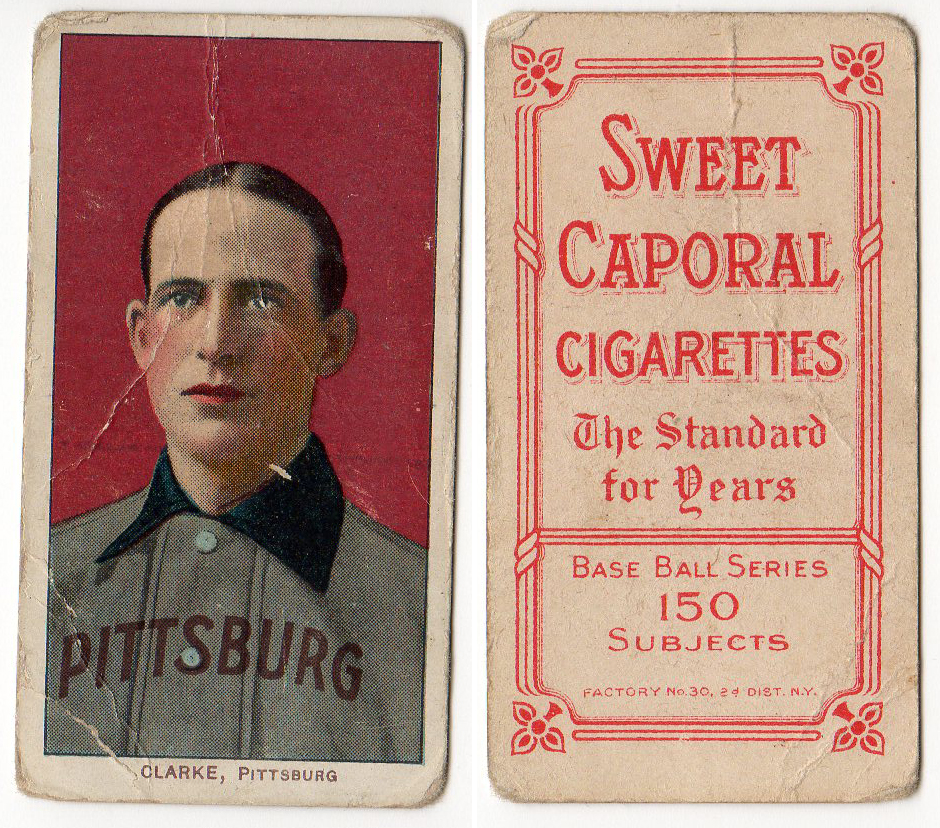 PITTSBURG
CLARKE, PITTSBURG
SWEET
CAPORAL
CIGARETTES
The Standard
for Years
BASE BALL SERIES
150
SUBJECTS
FACTORY No. 30, 2d DIST. N.Y.